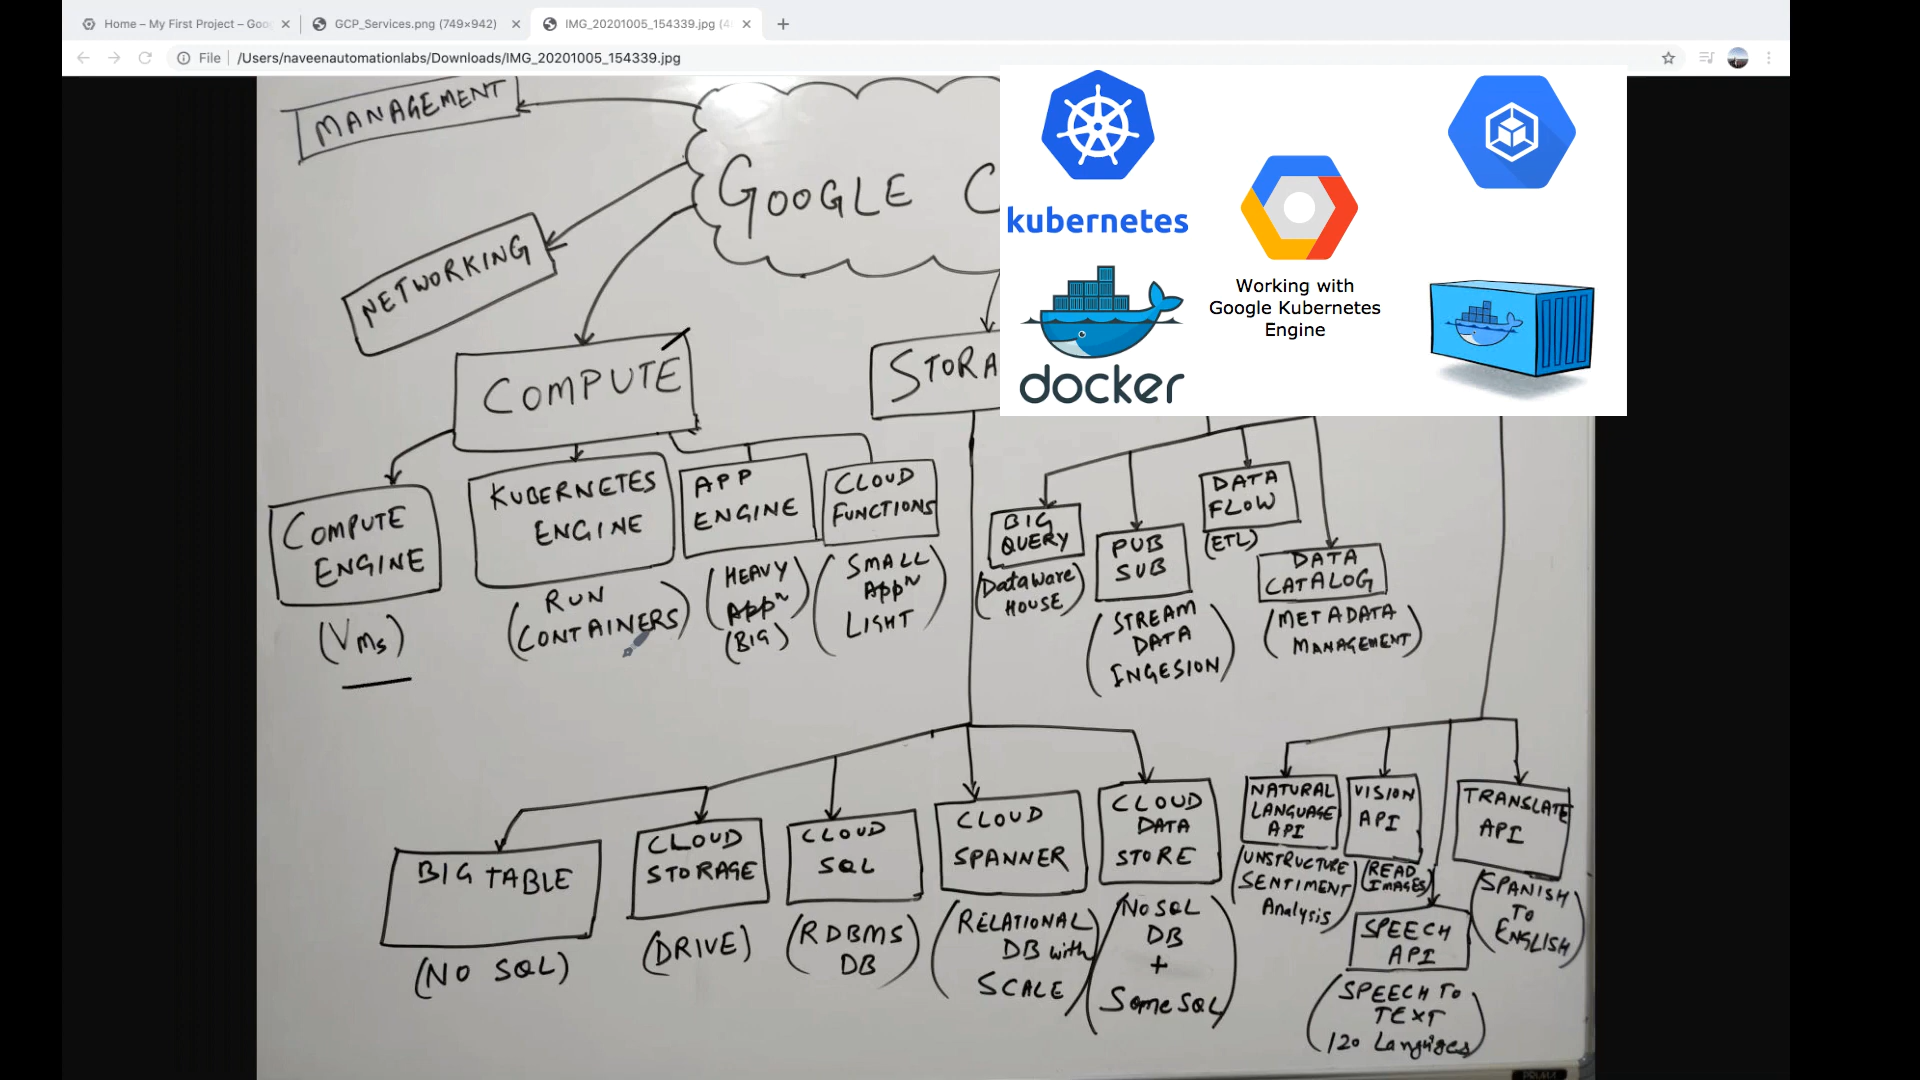 Home – My First Project – Goo
GCP_Services.png (749×942)
IMG_20201005_154339.jpg (4
File
/Users/naveenautomationlabs/Downloads/IMG_20201005_154339.jpg
MANAGEMENT
GOOGLE C
NETWORKING
COMPUTE
STORA
kubernetes
docker
Working with
Google Kubernetes
Engine
COMPUTE
ENGINE
(VMs)
KUBERNETES
ENGINE
(RUN
CONTAINERS)
APP
ENGINE
(HEAVY
APPN
(BIG)
CLOUD
FUNCTIONS
(SMALL
APPN
LIGHT)
BIG
QUERY
(DataWare
HOUSE)
PUB
SUB
(STREAM
DATA
INGESION)
DATA
FLOW
(ETL)
DATA
CATALOG
(METADATA
MANAGEMENT)
BIG TABLE
(NO SQL)
CLOUD
STORAGE
(DRIVE)
CLOUD
SQL
(RDBMS
DB)
CLOUD
SPANNER
(RELATIONAL
DB with
SCALE)
CLOUD
DATA
STORE
(NO SQL
DB
+
Some SQL)
NATURAL
LANGUAGE
API
(UNSTRUCTURE
SENTIMENT
Analysis)
VISION
API
(READ
IMAGES)
SPEECH
API
(SPEECH TO
TEXT
120 Languages)
TRANSLATE
API
(SPANISH
TO
ENGLISH)